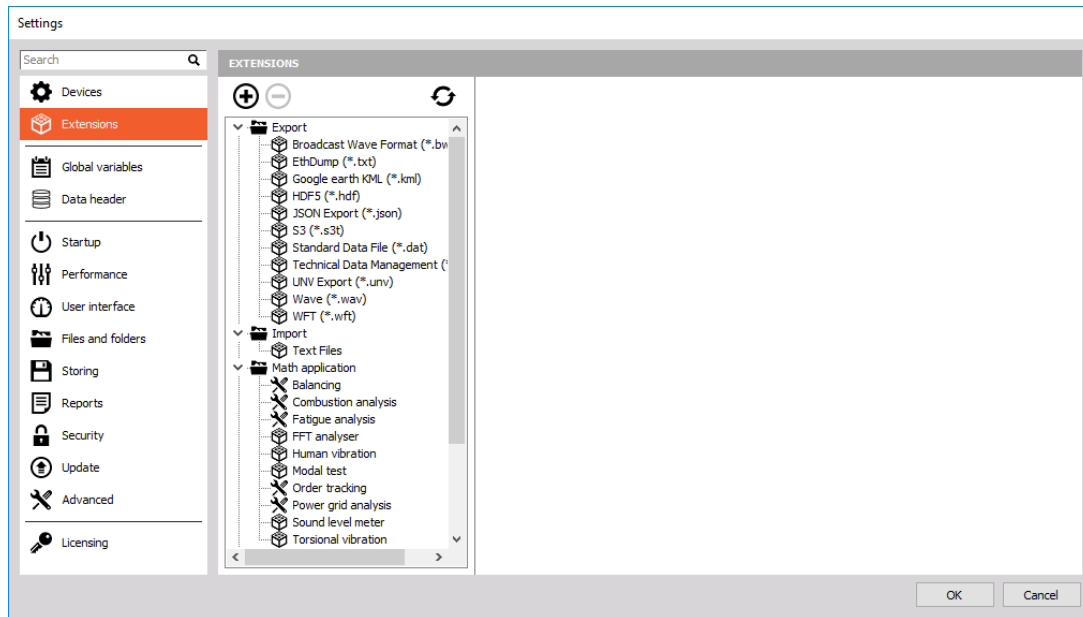 Settings
Search
Devices
Extensions
Global variables
Data header
Startup
Performance
User interface
Files and folders
Storing
Reports
Security
Update
Advanced
Licensing
EXTENSIONS
Export
Broadcast Wave Format (*.bw
EthDump (*.txt)
Google earth KML (*.kml)
HDF5 (*.hdf)
JSON Export (*.json)
S3 (*.s3t)
Standard Data File (*.dat)
Technical Data Management (*
UNV Export (*.unv)
Wave (*.wav)
WFT (*.wft)
Import
Text Files
Math application
Balancing
Combustion analysis
Fatigue analysis
FFT analyser
Human vibration
Modal test
Order tracking
Power grid analysis
Sound level meter
Torsional vibration
OK Cancel